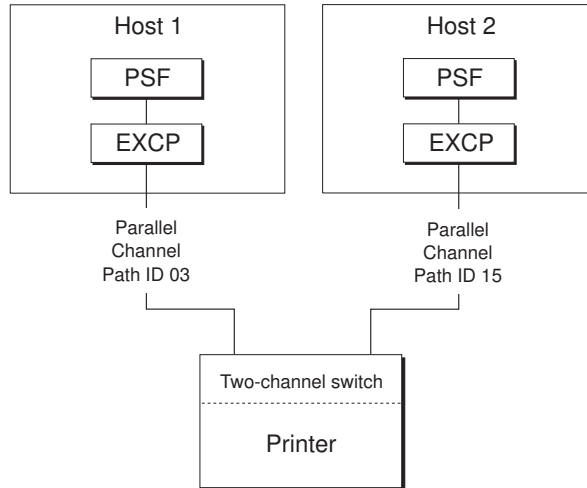 Host 1
PSF
EXCP
Parallel
Channel
Path ID 03
Host 2
PSF
EXCP
Parallel
Channel
Path ID 15
Two-channel switch
Printer